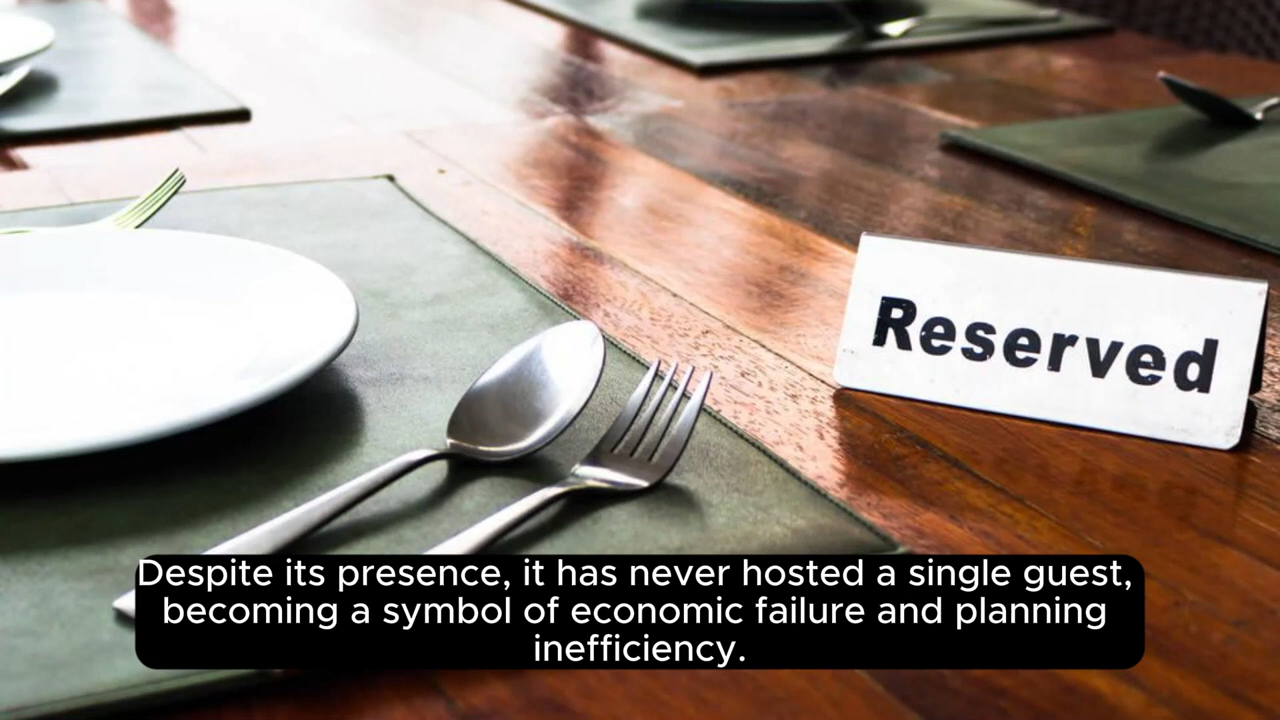 Reserved
Despite its presence, it has never hosted a single guest,
becoming a symbol of economic failure and planning
inefficiency.